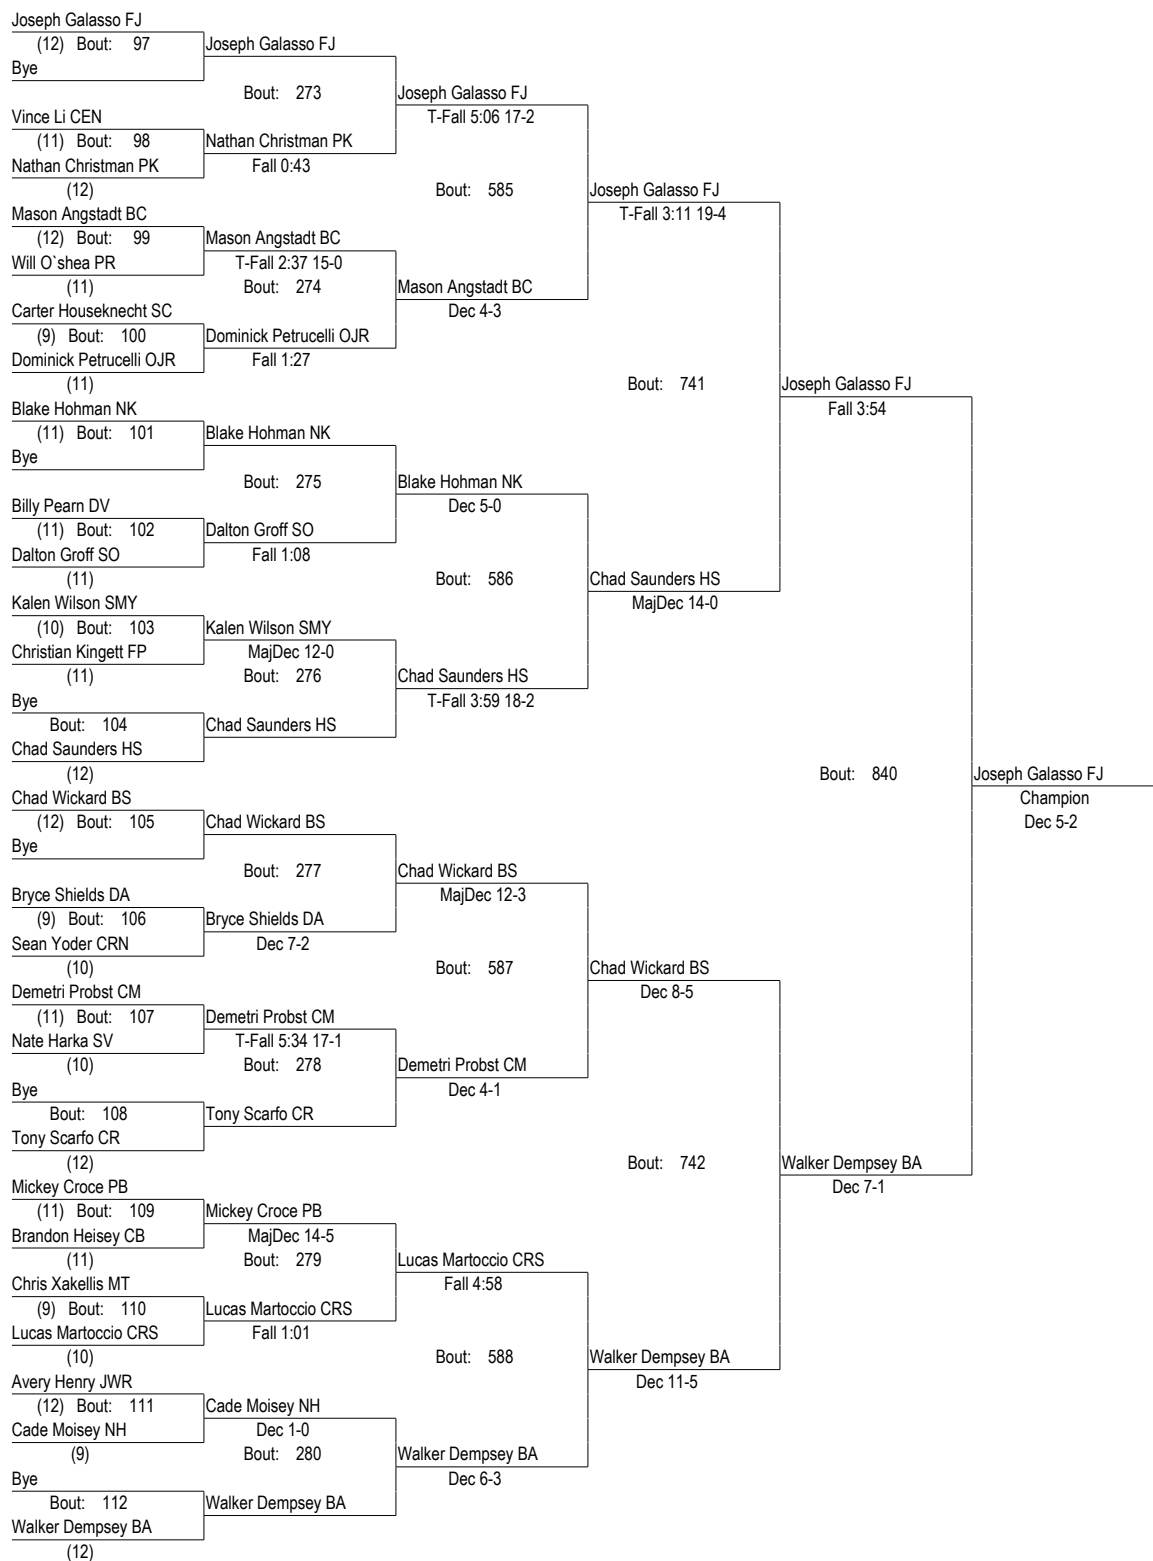 Joseph Galasso FJ
(12) Bout: 97 Joseph Galasso FJ
Bye
Bout: 273 Joseph Galasso FJ
Vince Li CEN T-Fall 5:06 17-2
(11) Bout: 98 Nathan Christman PK
Nathan Christman PK Fall 0:43
(12) Bout: 585 Joseph Galasso FJ
Mason Angstadt BC T-Fall 3:11 19-4
(12) Bout: 99 Mason Angstadt BC
Will O`shea PR T-Fall 2:37 15-0
(11) Bout: 274 Mason Angstadt BC
Carter Houseknecht SC Dec 4-3
(9) Bout: 100 Dominick Petrucelli OJR
Dominick Petrucelli OJR Fall 1:27
(11) Bout: 741 Joseph Galasso FJ
Blake Hohman NK Fall 3:54
(11) Bout: 101 Blake Hohman NK
Bye
Bout: 275 Blake Hohman NK
Billy Pearn DV Dec 5-0
(11) Bout: 102 Dalton Groff SO
Dalton Groff SO Fall 1:08
(11) Bout: 586 Chad Saunders HS
Kalen Wilson SMY MajDec 14-0
(10) Bout: 103 Kalen Wilson SMY
Christian Kingett FP MajDec 12-0
(11) Bout: 276 Chad Saunders HS
Bye T-Fall 3:59 18-2
Bout: 104 Chad Saunders HS
Chad Saunders HS
(12) Bout: 840 Joseph Galasso FJ
Chad Wickard BS Champion
(12) Bout: 105 Chad Wickard BS Dec 5-2
Bye
Bout: 277 Chad Wickard BS
Bryce Shields DA MajDec 12-3
(9) Bout: 106 Bryce Shields DA
Sean Yoder CRN Dec 7-2
(10) Bout: 587 Chad Wickard BS
Demetri Probst CM Dec 8-5
(11) Bout: 107 Demetri Probst CM
Nate Harka SV T-Fall 5:34 17-1
(10) Bout: 278 Demetri Probst CM
Bye Dec 4-1
Bout: 108 Tony Scarfo CR
Tony Scarfo CR
(12) Bout: 742 Walker Dempsey BA
Mickey Croce PB Dec 7-1
(11) Bout: 109 Mickey Croce PB
Brandon Heisey CB MajDec 14-5
(11) Bout: 279 Lucas Martoccio CRS
Chris Xakellis MT Fall 4:58
(9) Bout: 110 Lucas Martoccio CRS
Lucas Martoccio CRS Fall 1:01
(10) Bout: 588 Walker Dempsey BA
Avery Henry JWR Dec 11-5
(12) Bout: 111 Cade Moisey NH
Cade Moisey NH Dec 1-0
(9) Bout: 280 Walker Dempsey BA
Bye Dec 6-3
Bout: 112 Walker Dempsey BA
Walker Dempsey BA
(12)